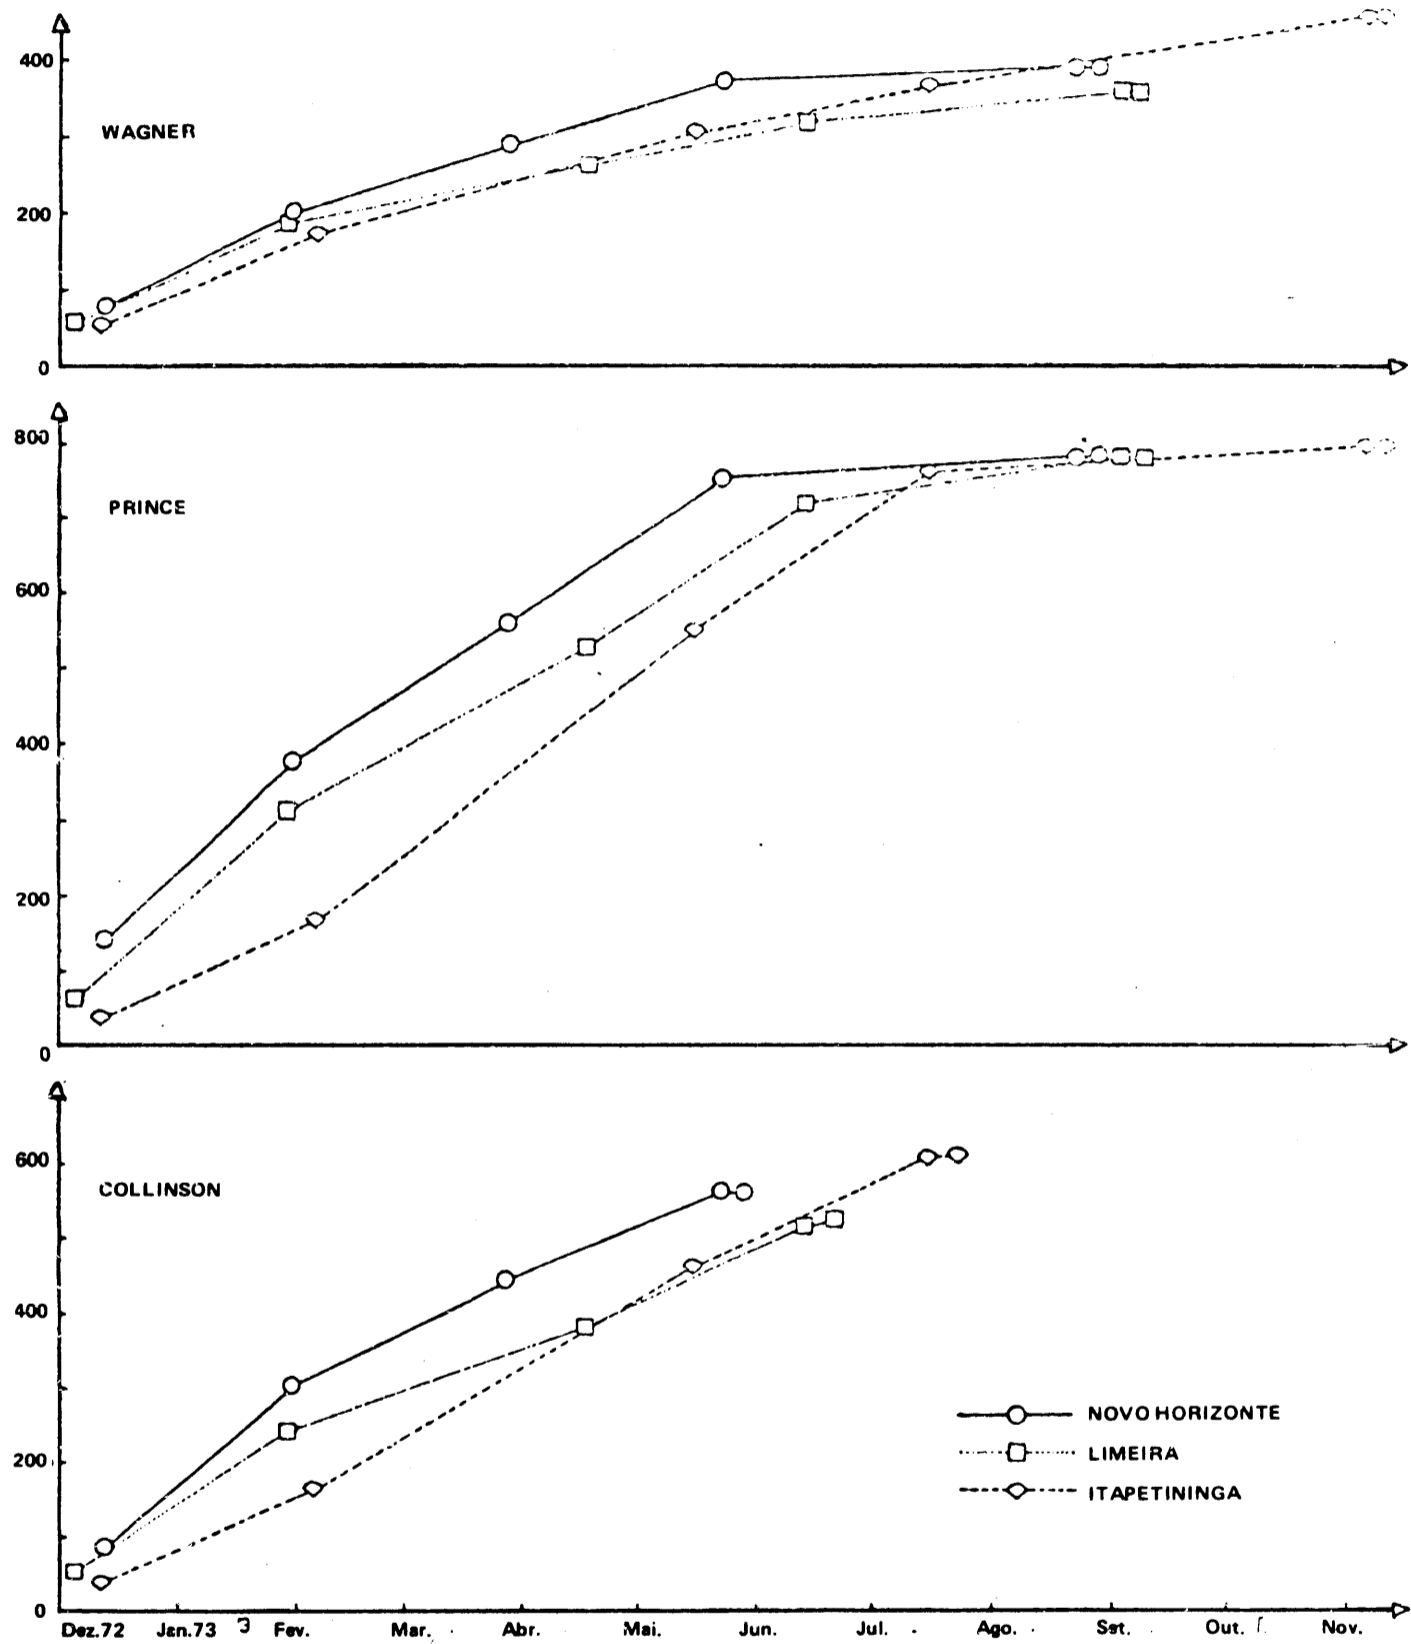 400
WAGNER
200
0
800
PRINCE
600
400
200
0
600
COLLINSON
400
NOVO HORIZONTE
200
LIMEIRA
ITAPETININGA
0
Dez.72 Jan.73 3 Fev. Mar. Abr. Mai. Jun. Jul. Ago. Set. Out. Nov.